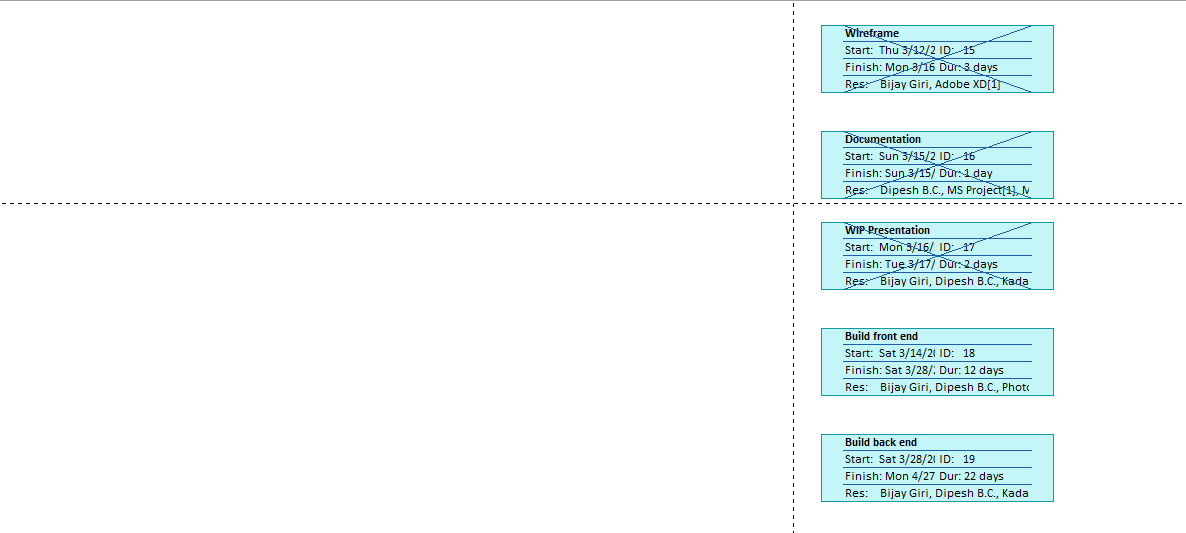 Wireframe
Start: Thu 3/12/2 ID: 15
Finish: Mon 3/16 Dur: 3 days
Res: Bijay Giri, Adobe XD[1]
Documentation
Start: Sun 3/15/2 ID: 16
Finish: Sun 3/15/ Dur: 1 day
Res: Dipesh B.C., MS Project[1], M
WIP Presentation
Start: Mon 3/16/ ID: 17
Finish: Tue 3/17/ Dur: 2 days
Res: Bijay Giri, Dipesh B.C., Kada
Build front end
Start: Sat 3/14/20 ID: 18
Finish: Sat 3/28/2 Dur: 12 days
Res: Bijay Giri, Dipesh B.C., Photo
Build back end
Start: Sat 3/28/20 ID: 19
Finish: Mon 4/27 Dur: 22 days
Res: Bijay Giri, Dipesh B.C., Kada